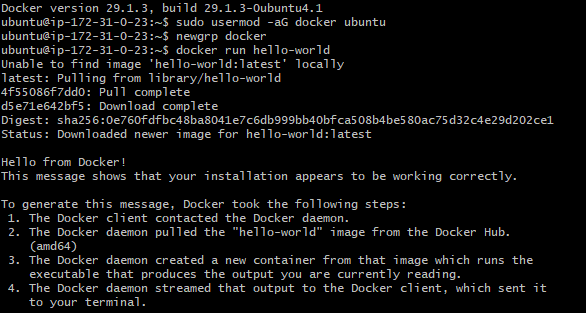 Docker version 29.1.3, build 29.1.3-0ubuntu4.1
ubuntu@ip-172-31-0-23:~$ sudo usermod -aG docker ubuntu
ubuntu@ip-172-31-0-23:~$ newgrp docker
ubuntu@ip-172-31-0-23:~$ docker run hello-world
Unable to find image 'hello-world:latest' locally
latest: Pulling from library/hello-world
4f55086f7dd0: Pull complete
d5e71e642bf5: Download complete
Digest: sha256:0e760fdfbc48ba8041e7c6db999bb40bfca508b4be580ac75d32c4e29d202ce1
Status: Downloaded newer image for hello-world:latest
Hello from Docker!
This message shows that your installation appears to be working correctly.
To generate this message, Docker took the following steps:
1. The Docker client contacted the Docker daemon.
2. The Docker daemon pulled the "hello-world" image from the Docker Hub.
(amd64)
3. The Docker daemon created a new container from that image which runs the
executable that produces the output you are currently reading.
4. The Docker daemon streamed that output to the Docker client, which sent it
to your terminal.